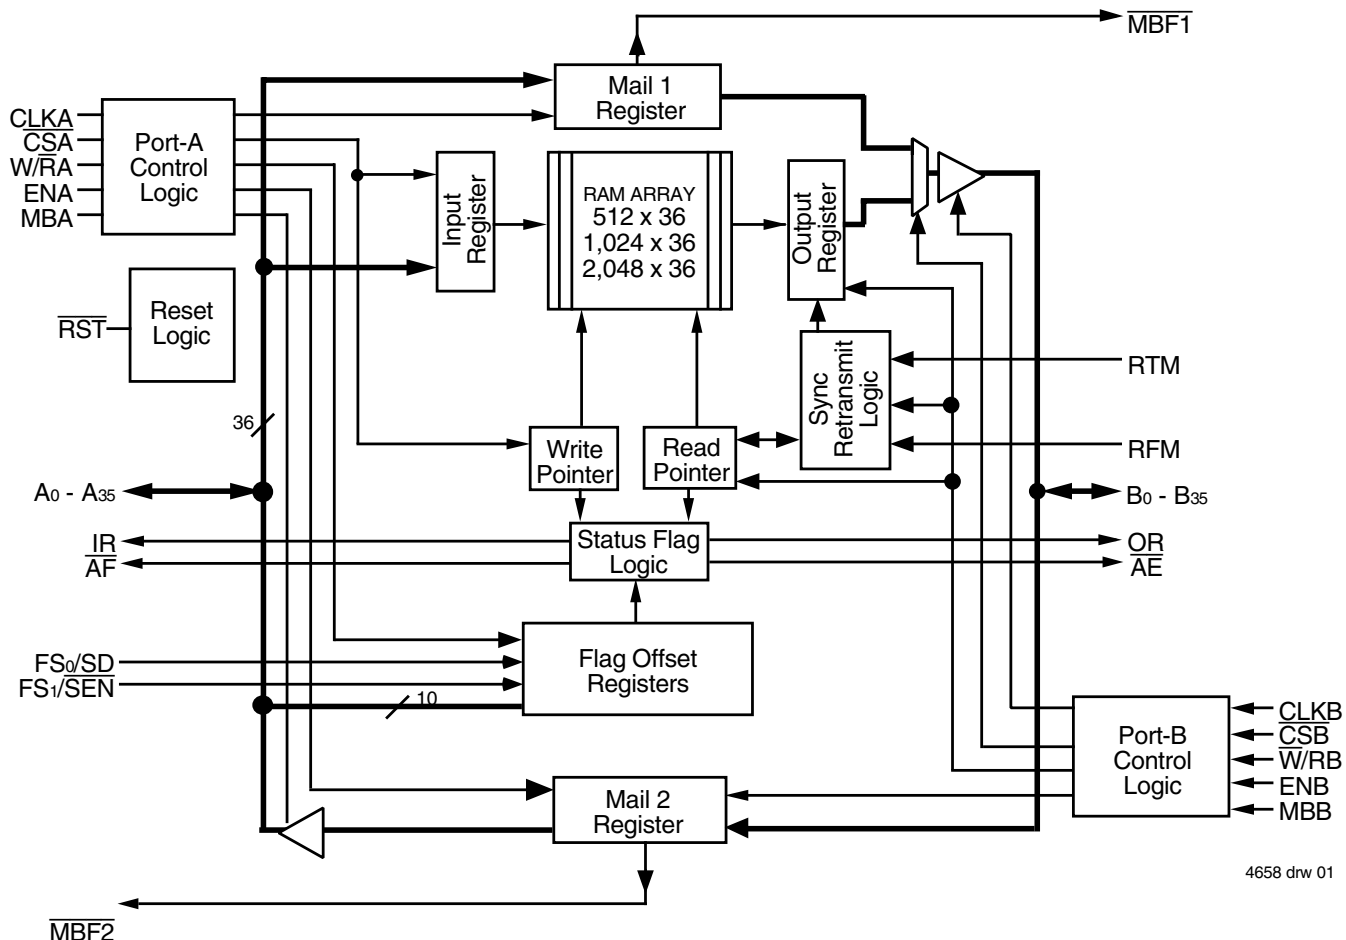 MBF1
Mail 1
Register
CLKA
CSA
W/RA
ENA
MBA
Port-A
Control
Logic
Input
Register
RAM ARRAY
512 x 36
1,024 x 36
2,048 x 36
Output
Register
RST
Reset
Logic
Sync
Retransmit
Logic
RTM
RFM
36
Write
Pointer
Read
Pointer
A0 - A35
B0 - B35
IR
AF
Status Flag
Logic
OR
AE
FS0/SD
FS1/SEN
Flag Offset
Registers
10
Port-B
Control
Logic
CLKB
CSB
W/RB
ENB
MBB
Mail 2
Register
4658 drw 01
MBF2